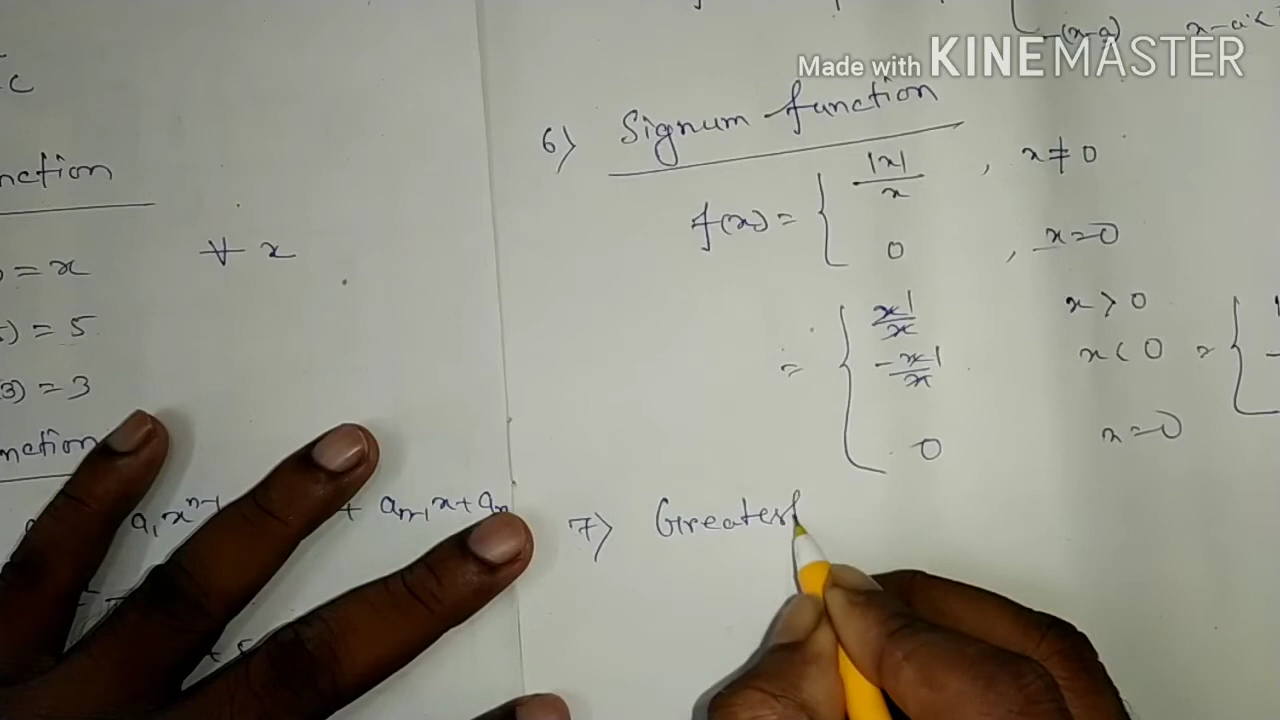 -(x-a) x-a<
Made with KINEMASTER
c
nction
) = x ∀ x
) = 5
3) = 3
nction
a₁xⁿ⁻¹ + aₙ₋₁x + aₙ
6) Signum function
f(x) = { |x|/x , x ≠ 0
0 , x = 0
= { x/x x > 0
-x/x x < 0 = {
0 x = 0
7) Greatest